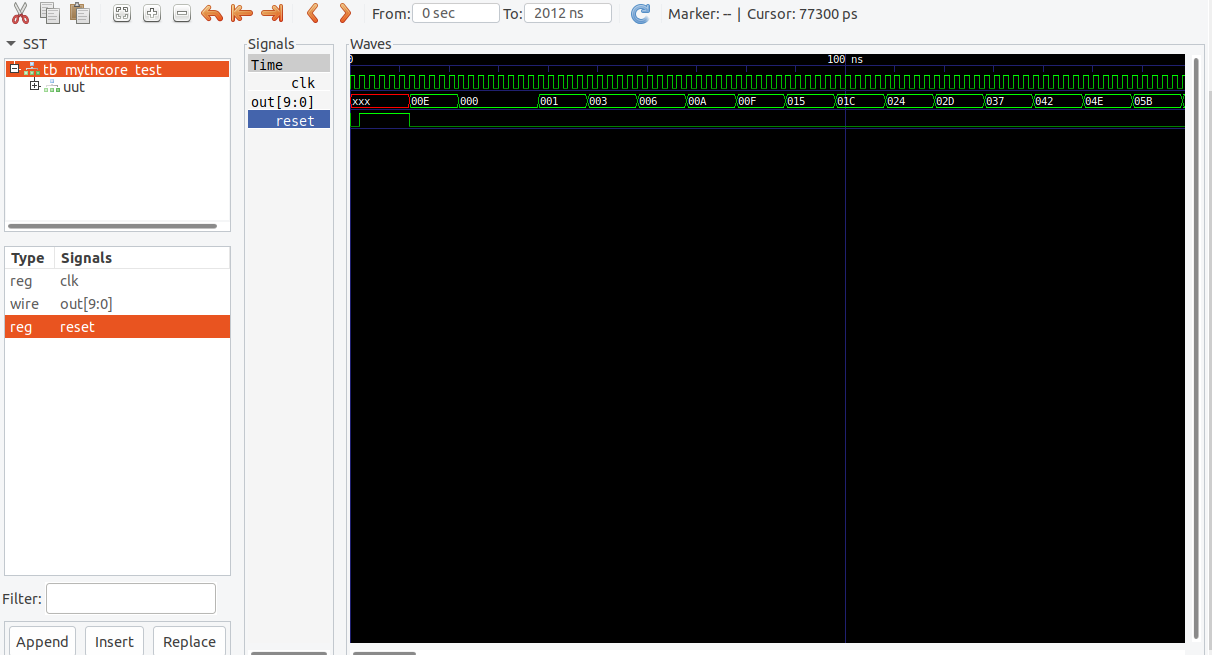 From: 0 sec To: 2012 ns Marker: -- | Cursor: 77300 ps
SST
tb_mythcore_test
uut
Type Signals
reg clk
wire out[9:0]
reg reset
Filter:
Append Insert Replace
Signals
Time
clk
out[9:0]
reset
Waves
0 100 ns
xxx 00E 000 001 003 006 00A 00F 015 01C 024 02D 037 042 04E 05B